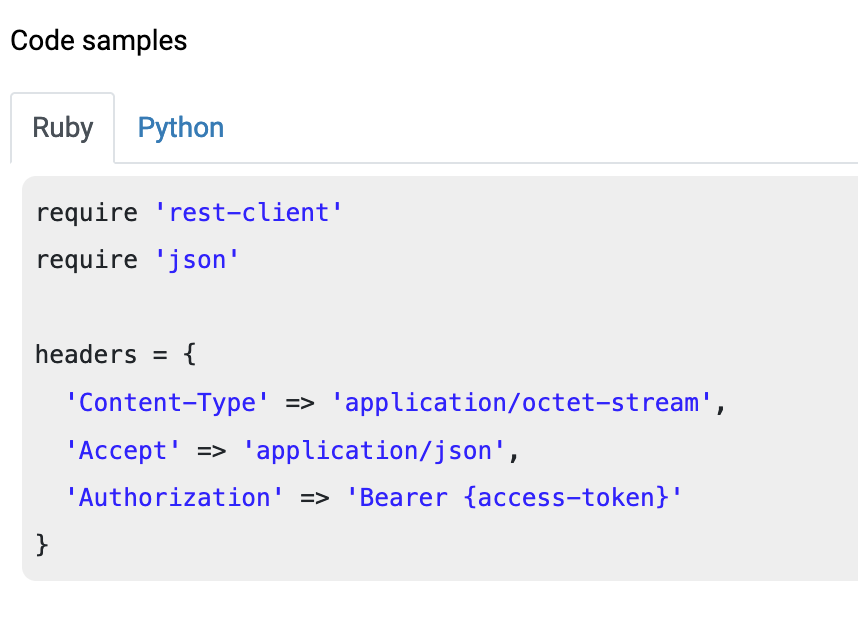 Code samples
Ruby Python
require 'rest-client'
require 'json'
headers = {
'Content-Type' => 'application/octet-stream',
'Accept' => 'application/json',
'Authorization' => 'Bearer {access-token}'
}